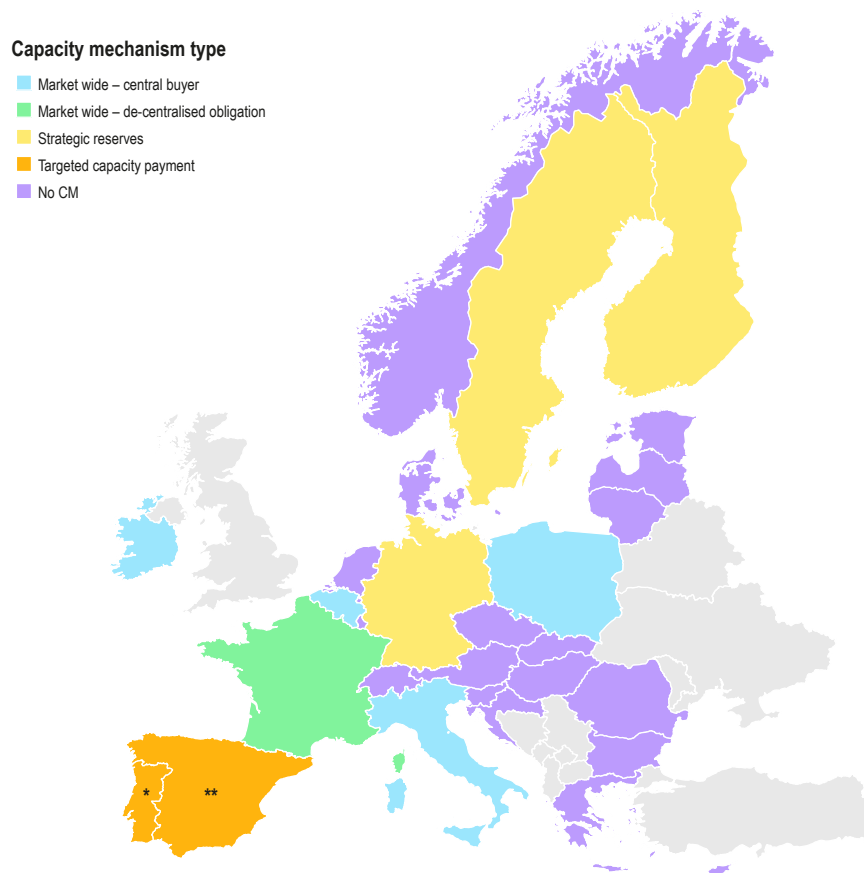 Capacity mechanism type
Market wide – central buyer
Market wide – de-centralised obligation
Strategic reserves
Targeted capacity payment
No CM
* **